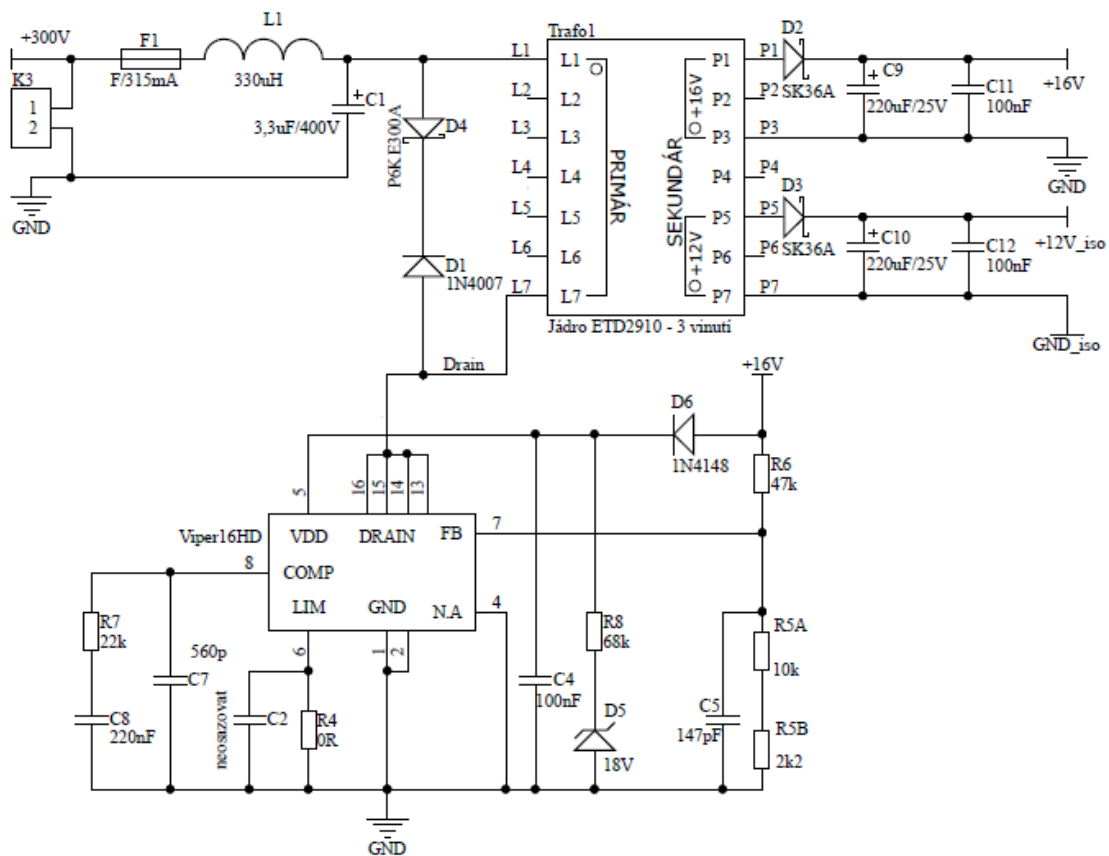 +300V
F1
L1
F/315mA
330uH
K3
1
2
C1
3,3uF/400V
GND
P6KE300A
D4
D1
1N4007
Drain
Trafo1
L1
L2
L3
L4
L5
L6
L7
L1
L2
L3
L4
L5
L6
L7
PRIMÁR
SEKUNDÁR
+16V
+12V
P1
P2
P3
P4
P5
P6
P7
P1
P2
P3
P4
P5
P6
P7
Jádro ETD2910 - 3 vinutí
D2
SK36A
C9
220uF/25V
C11
100nF
+16V
GND
D3
SK36A
C10
220uF/25V
C12
100nF
+12V_iso
GND_iso
+16V
D6
1N4148
R6
47k
5
16
15
14
13
Viper16HD
VDD
DRAIN
FB
7
8
COMP
LIM
GND
N.A
4
6
1
2
R7
22k
560p
C7
C8
220nF
neosazovat
C2
R4
0R
C4
100nF
R8
68k
D5
18V
C5
147pF
R5A
10k
R5B
2k2
GND